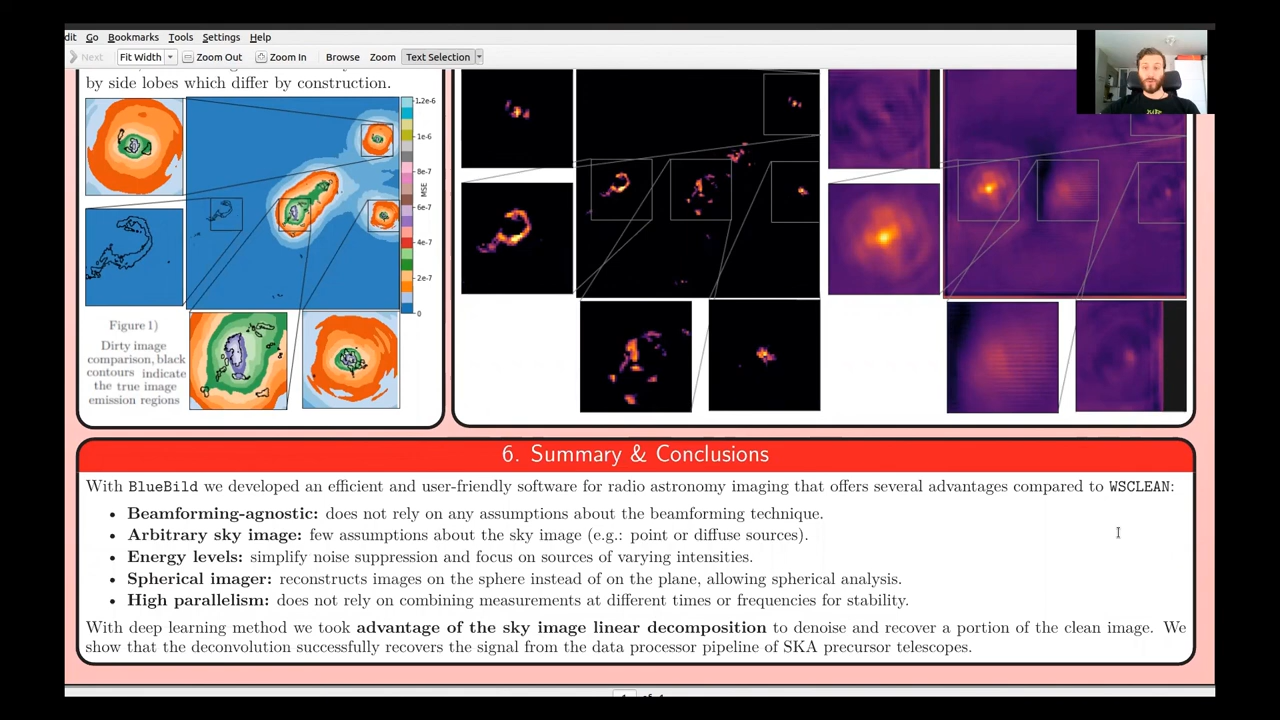 dit Go Bookmarks Tools Settings Help
Next Fit Width Zoom Out Zoom In Browse Zoom Text Selection
by side lobes which differ by construction.
1.2e-6
1e-6
8e-7
6e-7
4e-7
2e-7
0
MSE
Figure 1)
Dirty image
comparison, black
contours indicate
the true image
emission regions
6. Summary & Conclusions
With BlueBild we developed an efficient and user-friendly software for radio astronomy imaging that offers several advantages compared to WSCLEAN:
• Beamforming-agnostic: does not rely on any assumptions about the beamforming technique.
• Arbitrary sky image: few assumptions about the sky image (e.g.: point or diffuse sources).
• Energy levels: simplify noise suppression and focus on sources of varying intensities.
• Spherical imager: reconstructs images on the sphere instead of on the plane, allowing spherical analysis.
• High parallelism: does not rely on combining measurements at different times or frequencies for stability.
With deep learning method we took advantage of the sky image linear decomposition to denoise and recover a portion of the clean image. We
show that the deconvolution successfully recovers the signal from the data processor pipeline of SKA precursor telescopes.